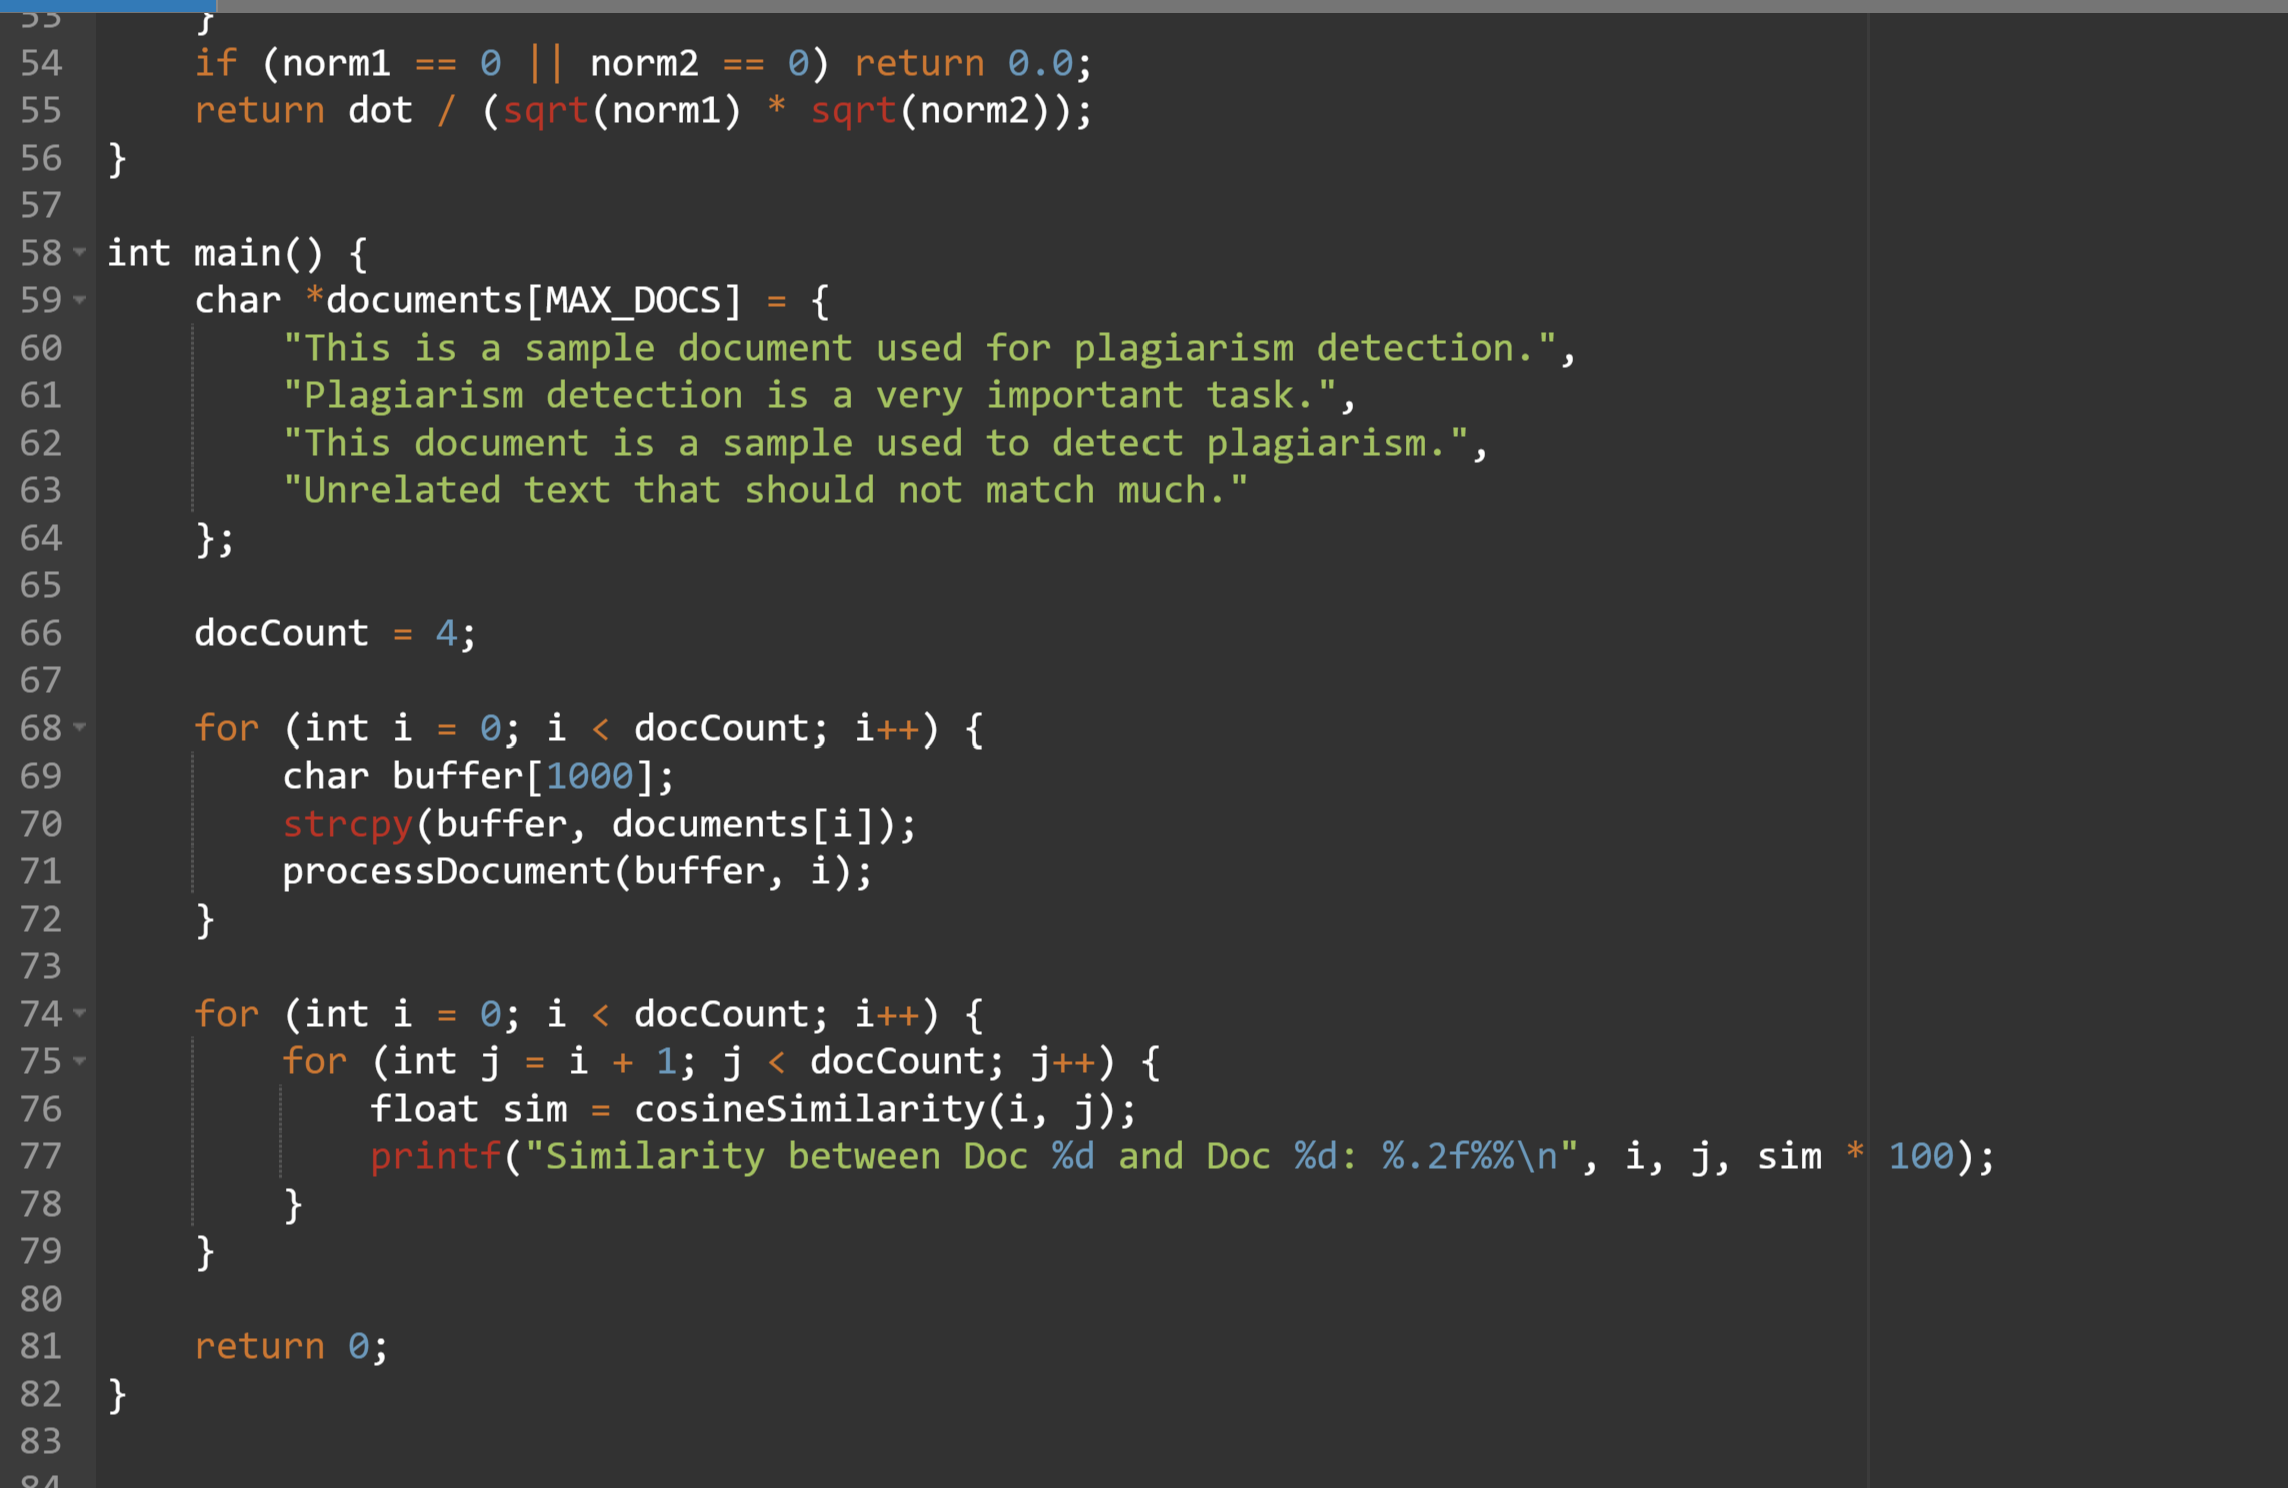 53 }
54 if (norm1 == 0 || norm2 == 0) return 0.0;
55 return dot / (sqrt(norm1) * sqrt(norm2));
56 }
57
58 int main() {
59 char *documents[MAX_DOCS] = {
60 "This is a sample document used for plagiarism detection.",
61 "Plagiarism detection is a very important task.",
62 "This document is a sample used to detect plagiarism.",
63 "Unrelated text that should not match much."
64 };
65
66 docCount = 4;
67
68 for (int i = 0; i < docCount; i++) {
69 char buffer[1000];
70 strcpy(buffer, documents[i]);
71 processDocument(buffer, i);
72 }
73
74 for (int i = 0; i < docCount; i++) {
75 for (int j = i + 1; j < docCount; j++) {
76 float sim = cosineSimilarity(i, j);
77 printf("Similarity between Doc %d and Doc %d: %.2f%%\n", i, j, sim * 100);
78 }
79 }
80
81 return 0;
82 }
83
84